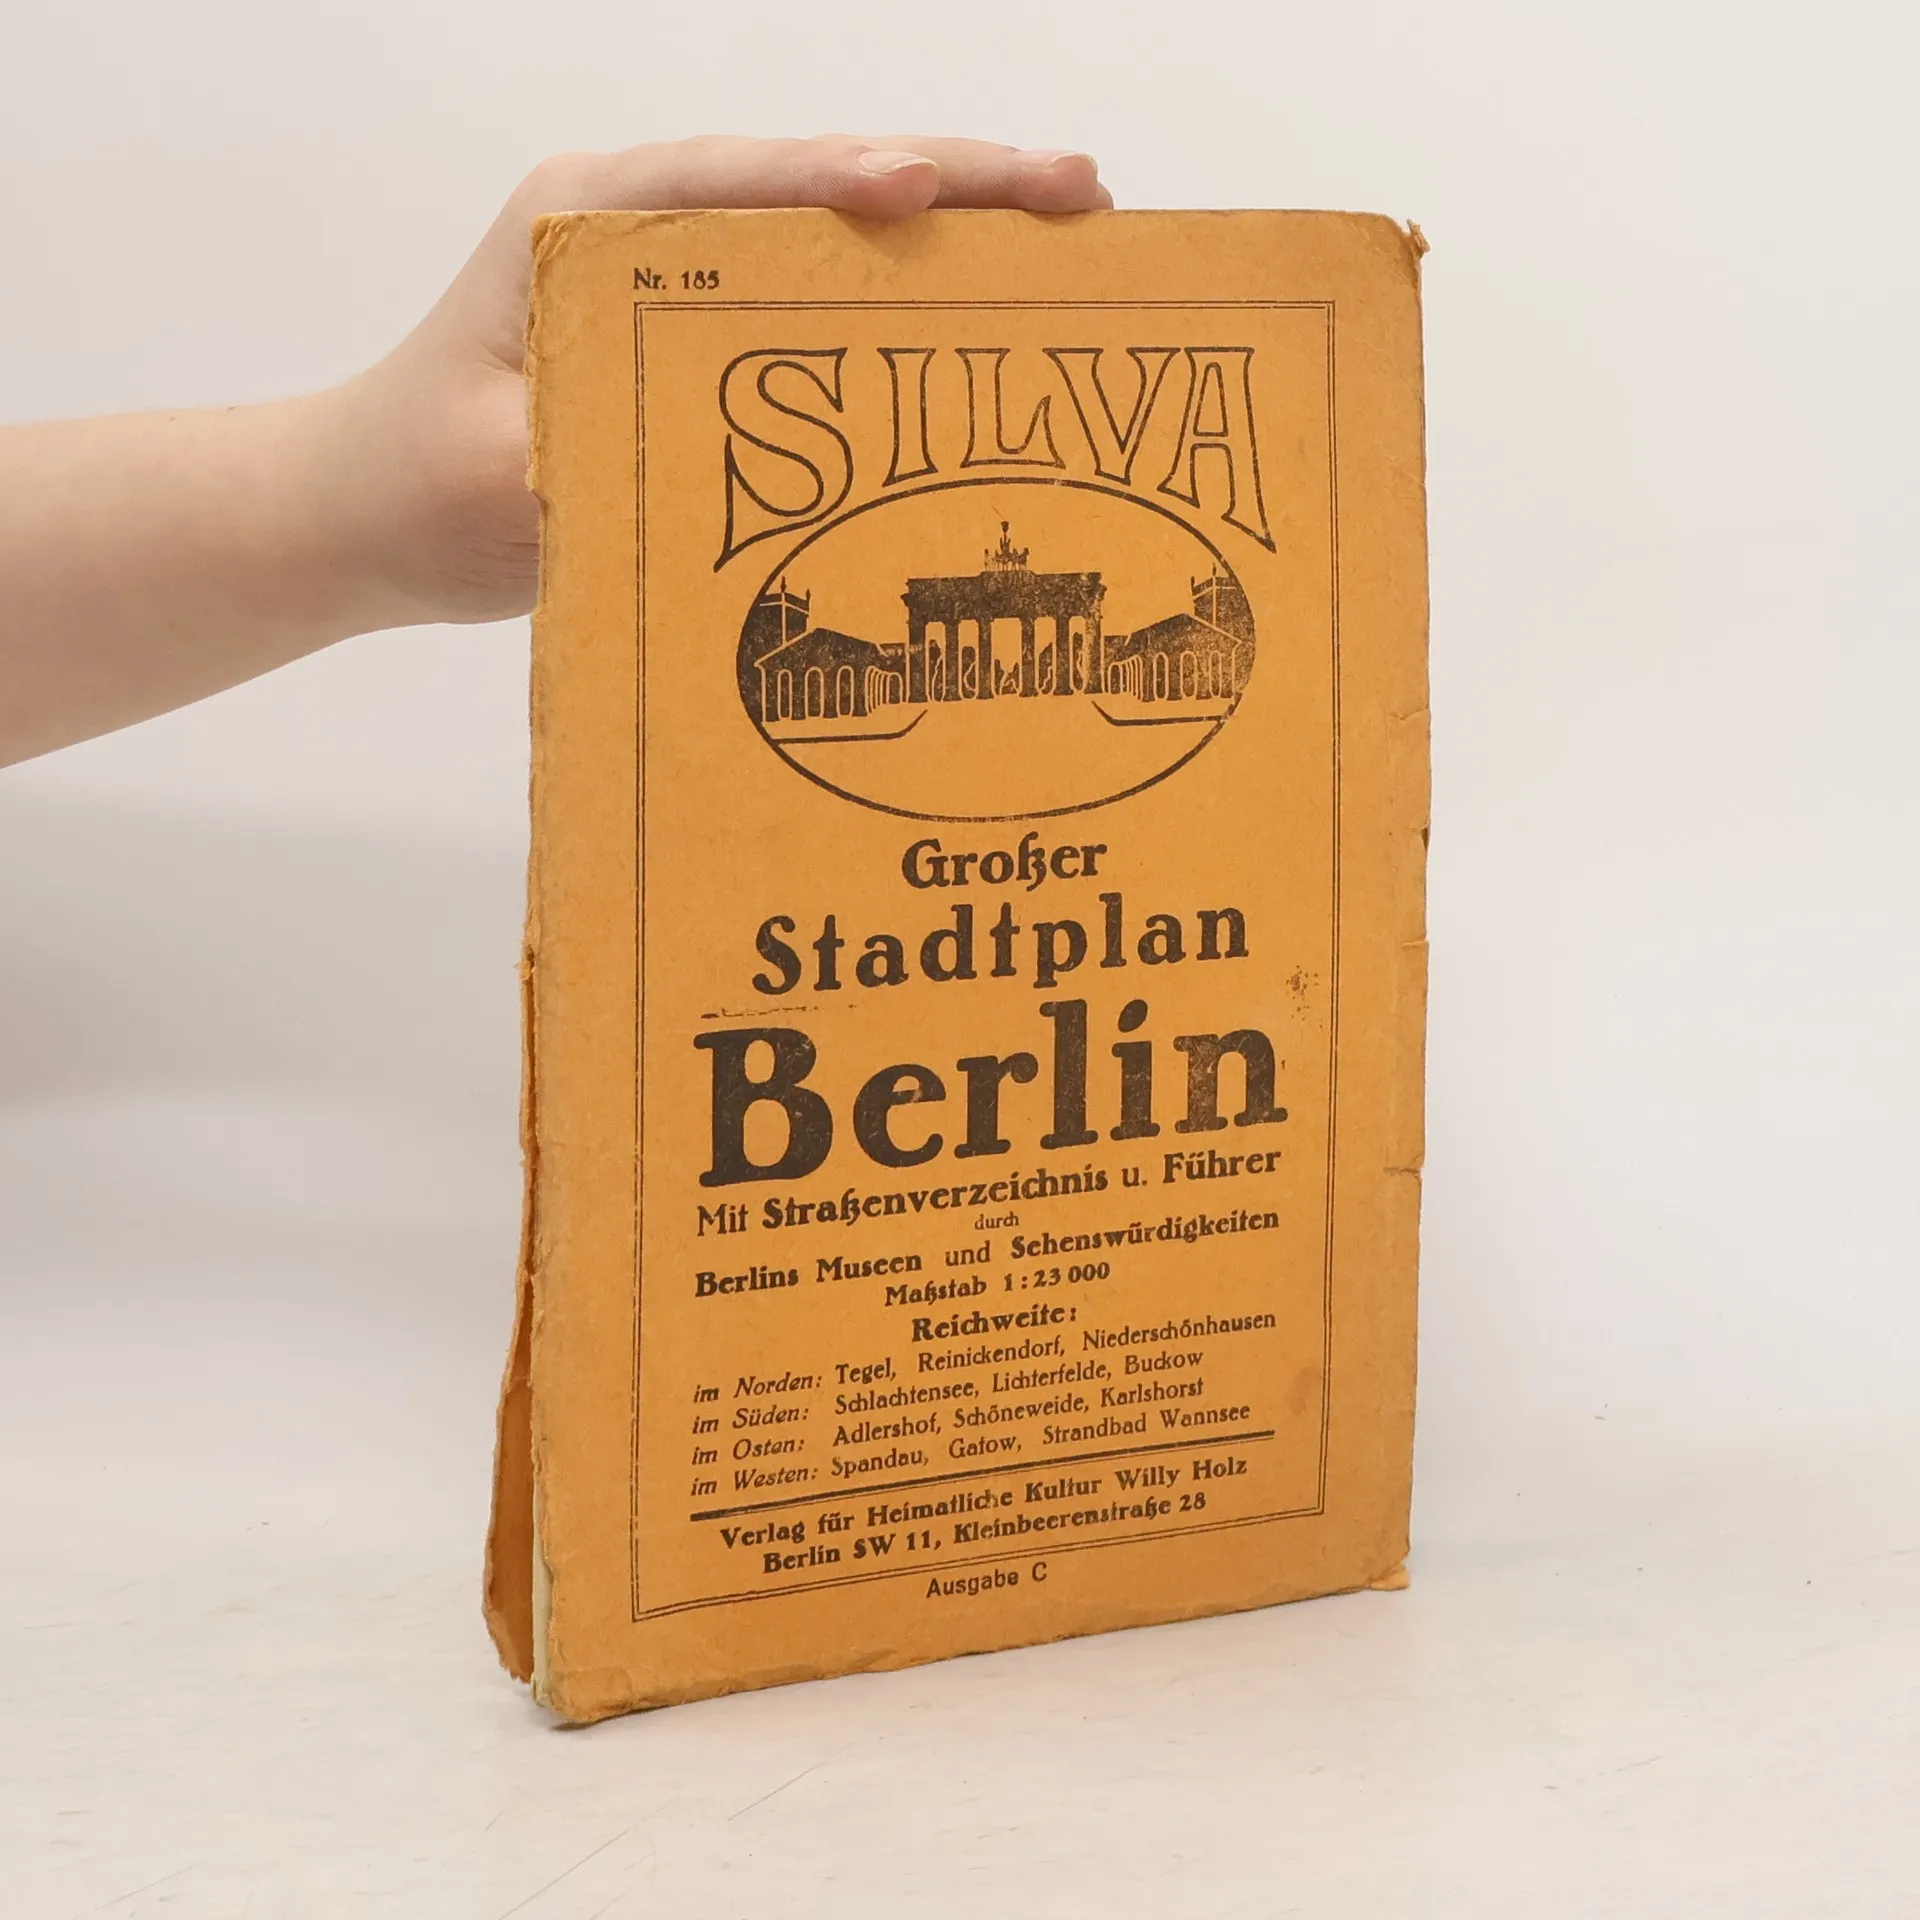 Nr. 185
SILVA
Großer
Stadtplan
Berlin
Mit Straßenverzeichnis u. Führer
durch
Berlins Museen und Sehenswürdigkeiten
Maßstab 1:23 000
Reichweite:
im Norden: Tegel, Reinickendorf, Niederschönhausen
im Süden: Schlachtensee, Lichterfelde, Buckow
im Osten: Adlershof, Schöneweide, Karlshorst
im Westen: Spandau, Gatow, Strandbad Wannsee
Verlag für Heimatliche Kultur Willy Holz
Berlin SW 11, Kleinbeerenstraße 28
Ausgabe C